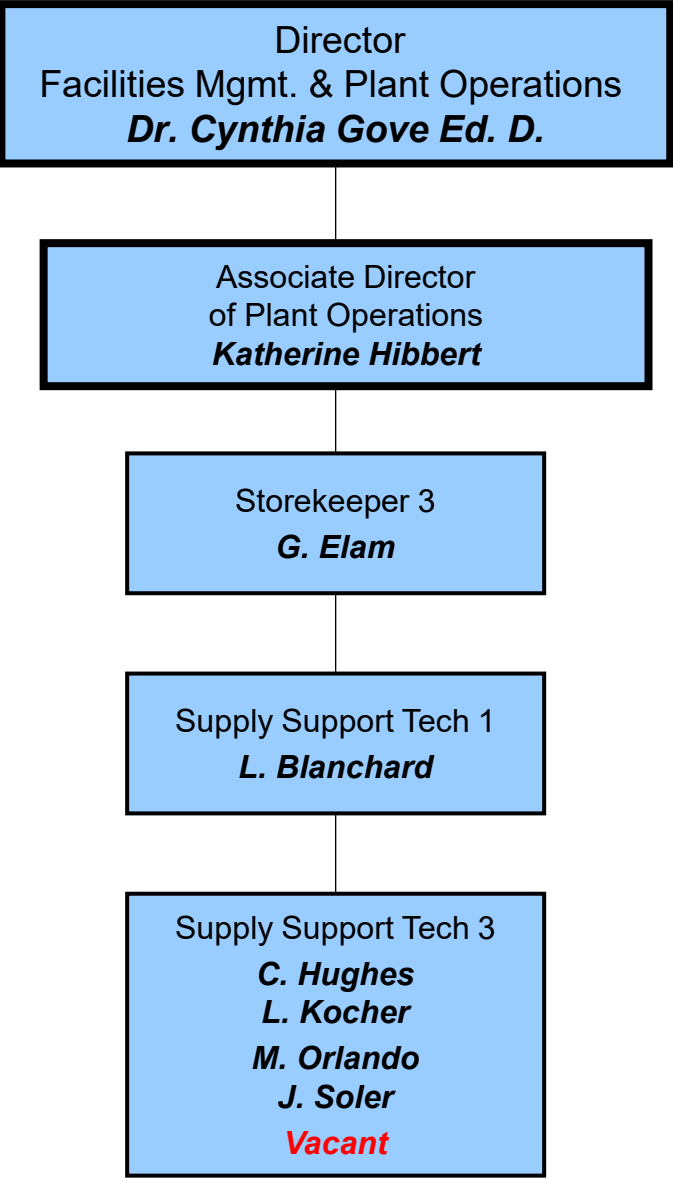 Director
Facilities Mgmt. & Plant Operations
Dr. Cynthia Gove Ed. D.
Associate Director
of Plant Operations
Katherine Hibbert
Storekeeper 3
G. Elam
Supply Support Tech 1
L. Blanchard
Supply Support Tech 3
C. Hughes
L. Kocher
M. Orlando
J. Soler
Vacant